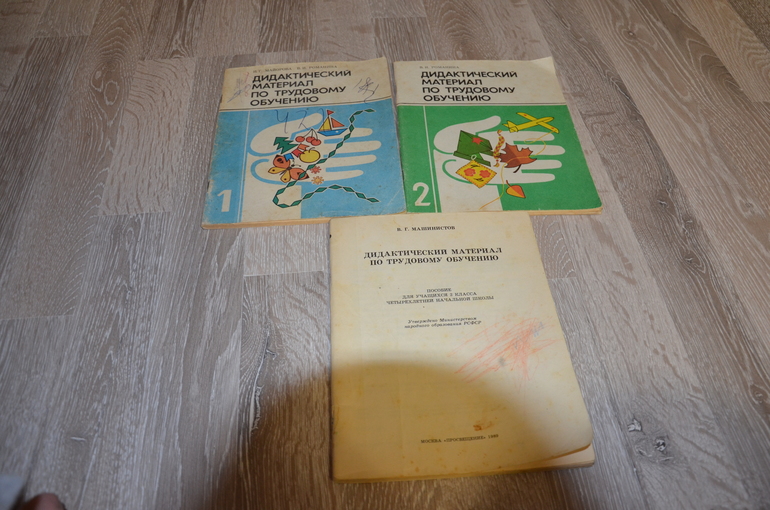 ДИДАКТИЧЕСКИЙ
МАТЕРИАЛ
ПО ТРУДОВОМУ
ОБУЧЕНИЮ
1
ДИДАКТИЧЕСКИЙ
МАТЕРИАЛ
ПО ТРУДОВОМУ
ОБУЧЕНИЮ
2
В. Г. МАШИНИСТОВ
ДИДАКТИЧЕСКИЙ МАТЕРИАЛ
ПО ТРУДОВОМУ ОБУЧЕНИЮ
ПОСОБИЕ
ДЛЯ УЧАЩИХСЯ 3 КЛАССА
ЧЕТЫРЕХЛЕТНЕЙ НАЧАЛЬНОЙ ШКОЛЫ
Утверждено Министерством
народного образования РСФСР
МОСКВА «ПРОСВЕЩЕНИЕ»